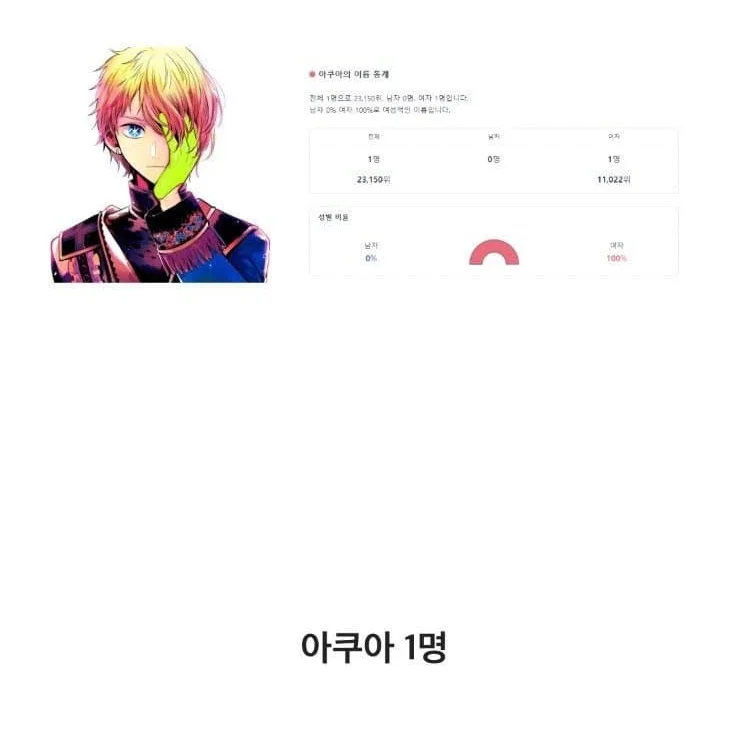 아쿠아의 이름 통계
전체 1명으로 23,150위, 남자 0명, 여자 1명입니다.
남자 0% 여자 100%로 여성적인 이름입니다.
전체 남자 여자
1명 0명 1명
23,150위 11,022위
성별 비율
남자 여자
0% 100%
아쿠아 1명